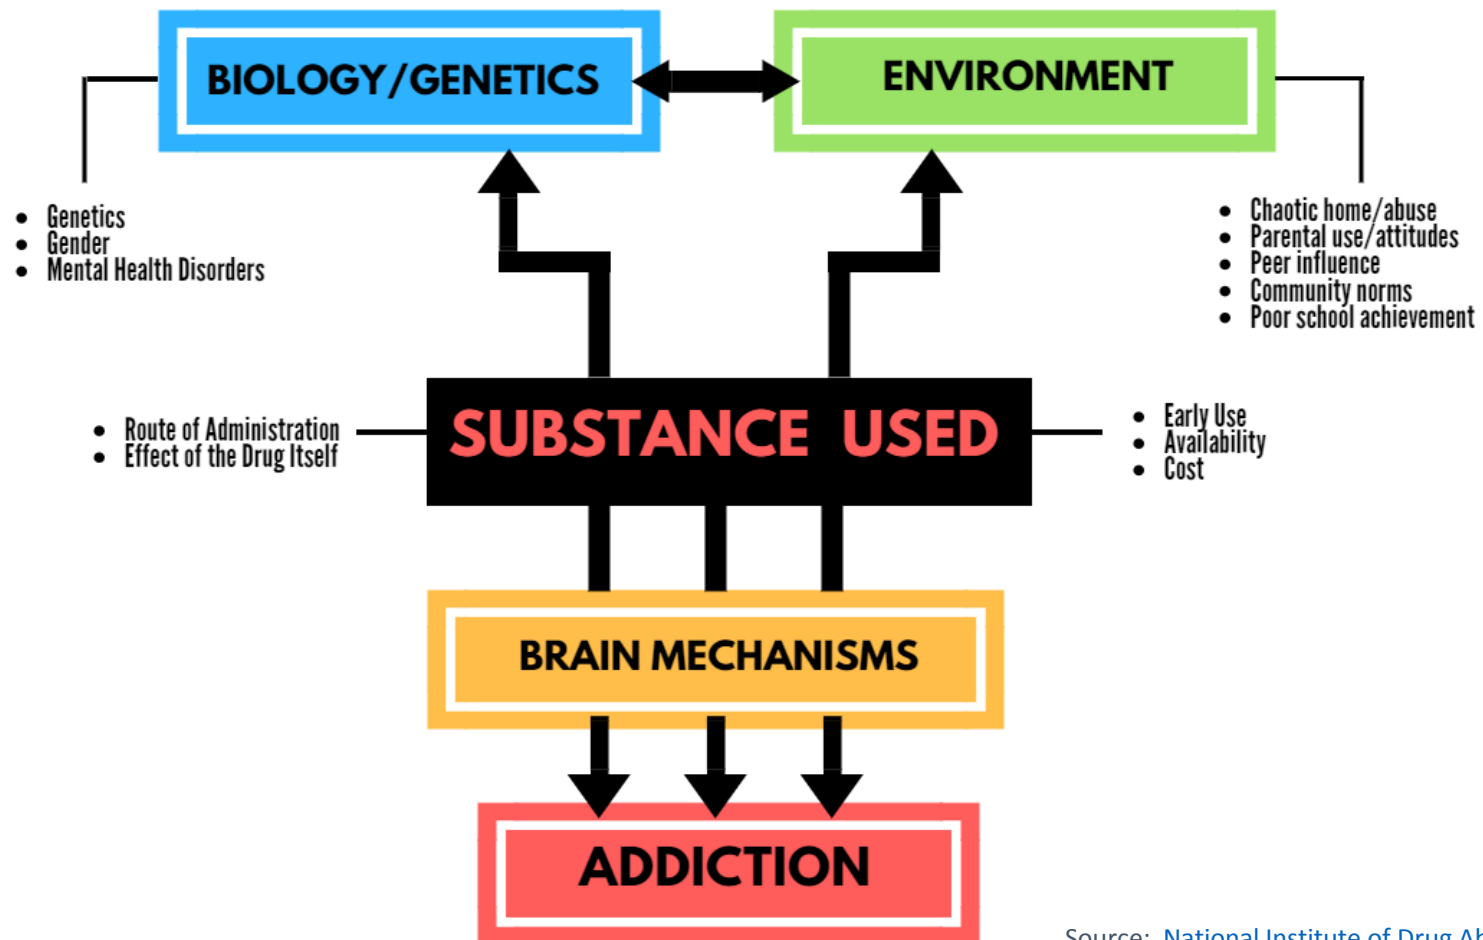 BIOLOGY/GENETICS
ENVIRONMENT
• Genetics
• Gender
• Mental Health Disorders
• Chaotic home/abuse
• Parental use/attitudes
• Peer influence
• Community norms
• Poor school achievement
SUBSTANCE USED
• Route of Administration
• Effect of the Drug Itself
• Early Use
• Availability
• Cost
BRAIN MECHANISMS
ADDICTION
Source: National Institute of Drug